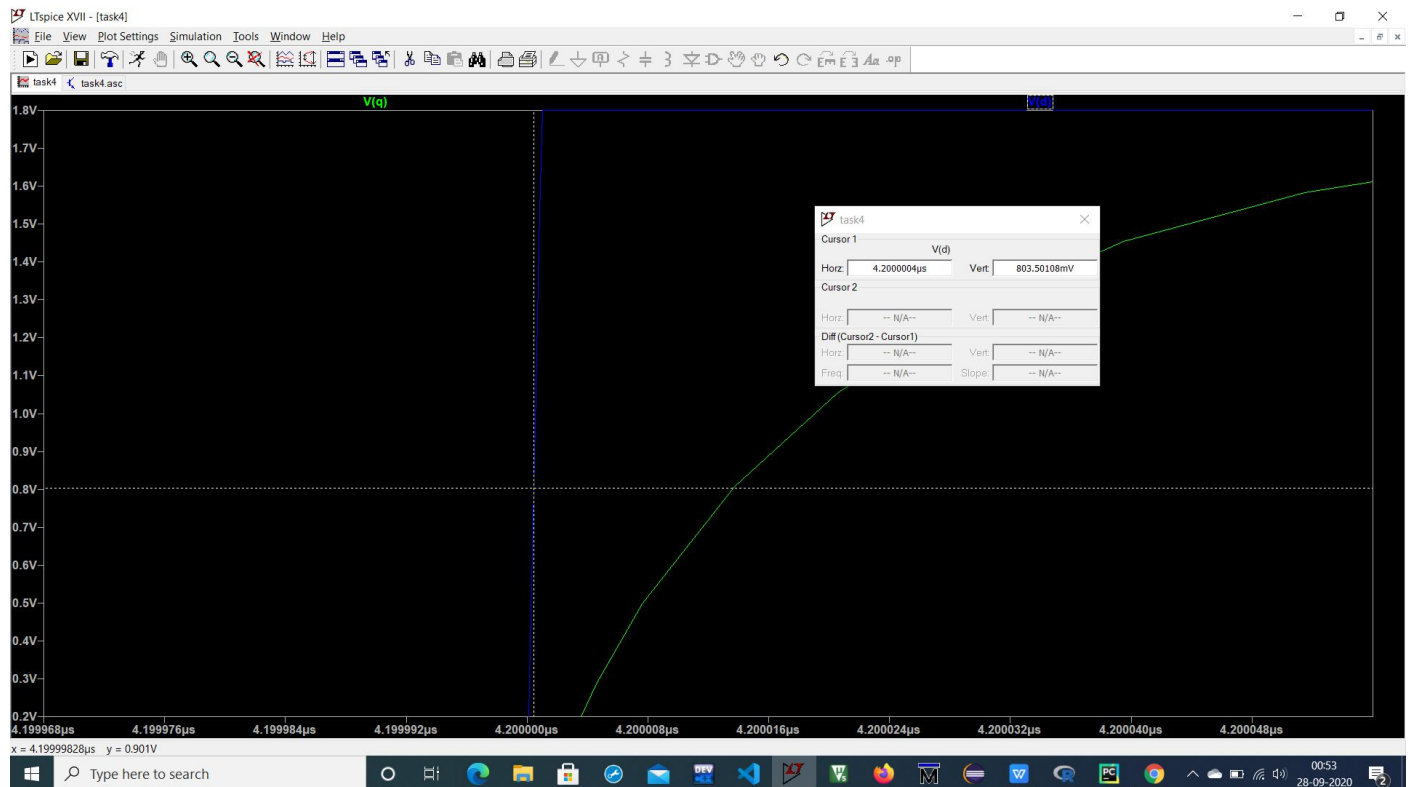 LTspice XVII - [task4]
File View Plot Settings Simulation Tools Window Help
task4 task4.asc
V(q) V(d)
1.8V
1.7V
1.6V
1.5V
1.4V
1.3V
1.2V
1.1V
1.0V
0.9V
0.8V
0.7V
0.6V
0.5V
0.4V
0.3V
0.2V
task4
Cursor 1
V(d)
Horz: 4.2000004µs Vert: 803.50108mV
Cursor 2
Horz: -- N/A-- Vert: -- N/A--
Diff (Cursor2 - Cursor1)
Horz: -- N/A-- Vert: -- N/A--
Freq: -- N/A-- Slope: -- N/A--
4.199968µs 4.199976µs 4.199984µs 4.199992µs 4.200000µs 4.200008µs 4.200016µs 4.200024µs 4.200032µs 4.200040µs 4.200048µs
x = 4.19999828µs y = 0.901V
Type here to search
00:53
28-09-2020